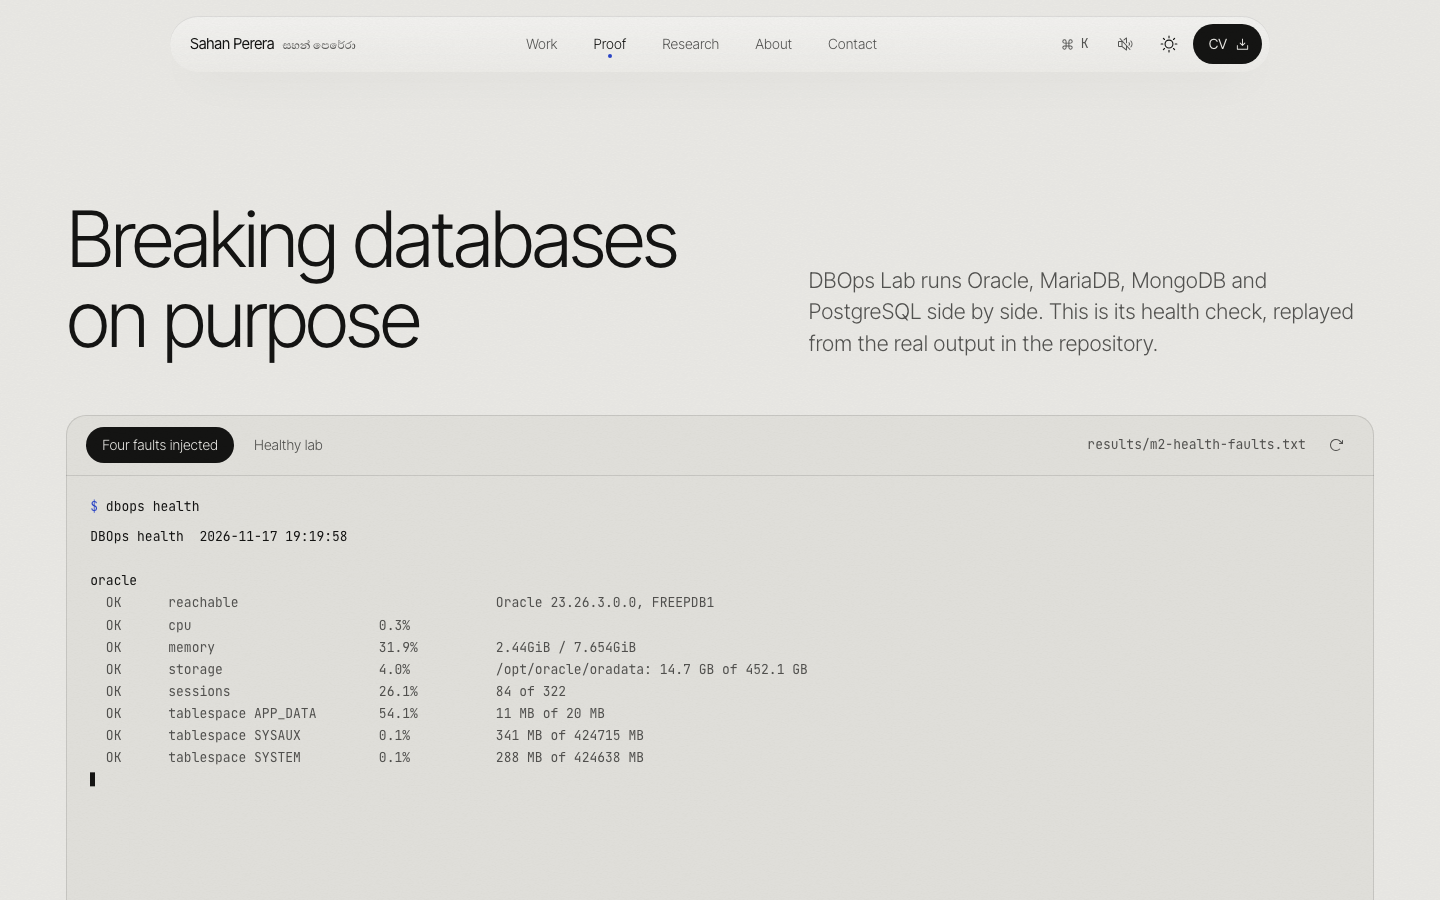 Sahan Perera සහන් පෙරේරා
Work
Proof
Research
About
Contact
⌘ K
CV
Breaking databases
on purpose
DBOps Lab runs Oracle, MariaDB, MongoDB and
PostgreSQL side by side. This is its health check, replayed
from the real output in the repository.
Four faults injected
Healthy lab
results/m2-health-faults.txt
$ dbops health
DBOps health  2026-11-17 19:19:58
oracle
OK reachable Oracle 23.26.3.0.0, FREEPDB1
OK cpu 0.3%
OK memory 31.9% 2.44GiB / 7.654GiB
OK storage 4.0% /opt/oracle/oradata: 14.7 GB of 452.1 GB
OK sessions 26.1% 84 of 322
OK tablespace APP_DATA 54.1% 11 MB of 20 MB
OK tablespace SYSAUX 0.1% 341 MB of 424715 MB
OK tablespace SYSTEM 0.1% 288 MB of 424638 MB